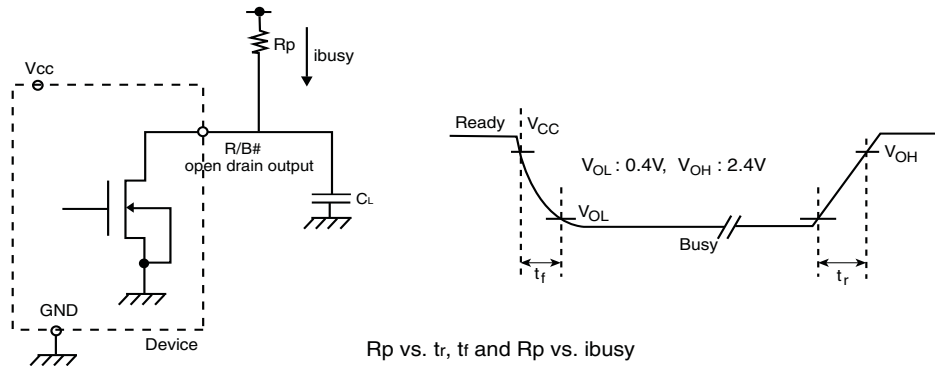 Rp
ibusy
Vcc
R/B#
open drain output
CL
GND
Device
Ready
VCC
VOL : 0.4V, VOH : 2.4V
VOH
VOL
Busy
tf
tr
Rp vs. tr, tf and Rp vs. ibusy